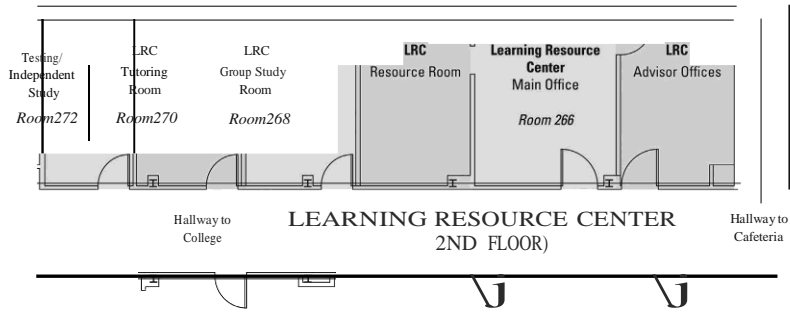 Testing/
Independent
Study
Room272
LRC
Tutoring
Room
Room270
LRC
Group Study
Room
Room268
LRC
Resource Room
Learning Resource
Center
Main Office
Room 266
LRC
Advisor Offices
Hallway to
College
LEARNING RESOURCE CENTER
2ND FLOOR)
Hallway to
Cafeteria